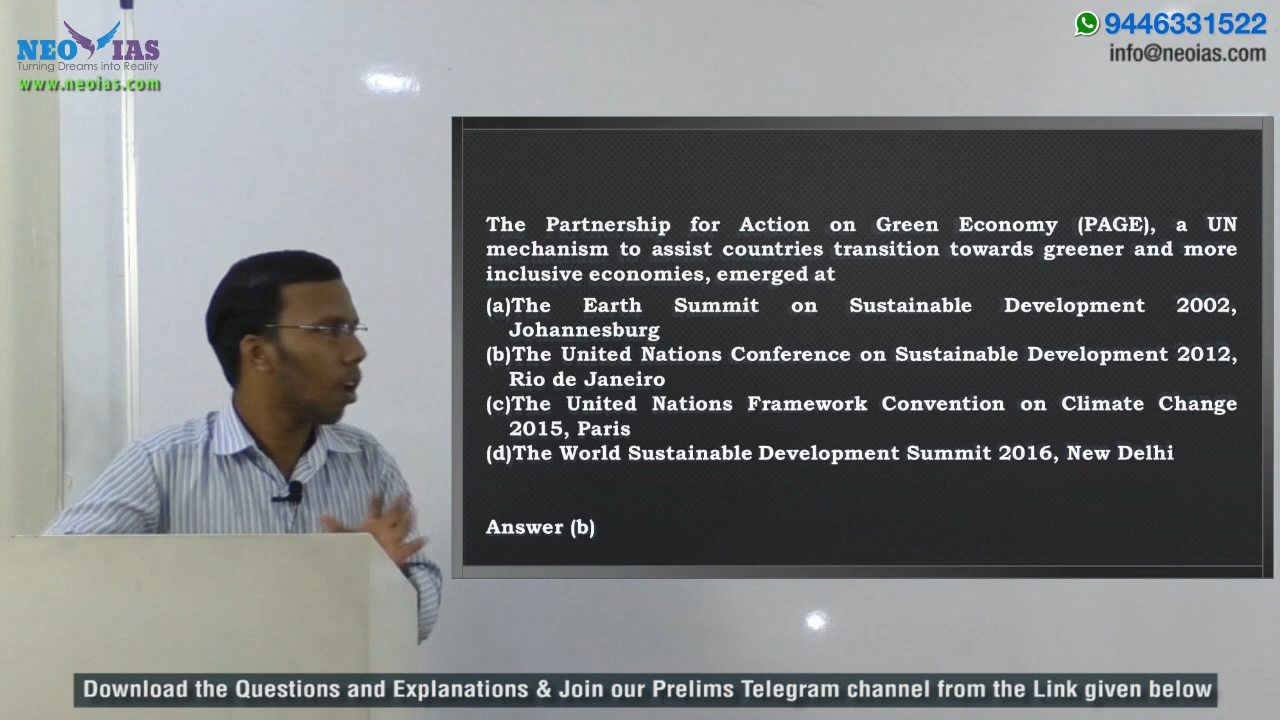 NEO IAS
Turning Dreams into Reality
www.neoias.com
9446331522
info@neoias.com
The Partnership for Action on Green Economy (PAGE), a UN
mechanism to assist countries transition towards greener and more
inclusive economies, emerged at
(a)The Earth Summit on Sustainable Development 2002,
Johannesburg
(b)The United Nations Conference on Sustainable Development 2012,
Rio de Janeiro
(c)The United Nations Framework Convention on Climate Change
2015, Paris
(d)The World Sustainable Development Summit 2016, New Delhi
Answer (b)
Download the Questions and Explanations & Join our Prelims Telegram channel from the Link given below